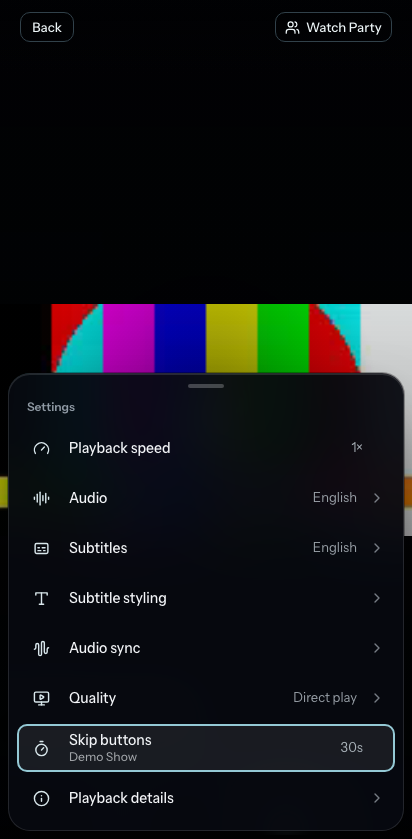 Back
Watch Party
Settings
Playback speed 1×
Audio English
Subtitles English
Subtitle styling
Audio sync
Quality Direct play
Skip buttons 30s
Demo Show
Playback details